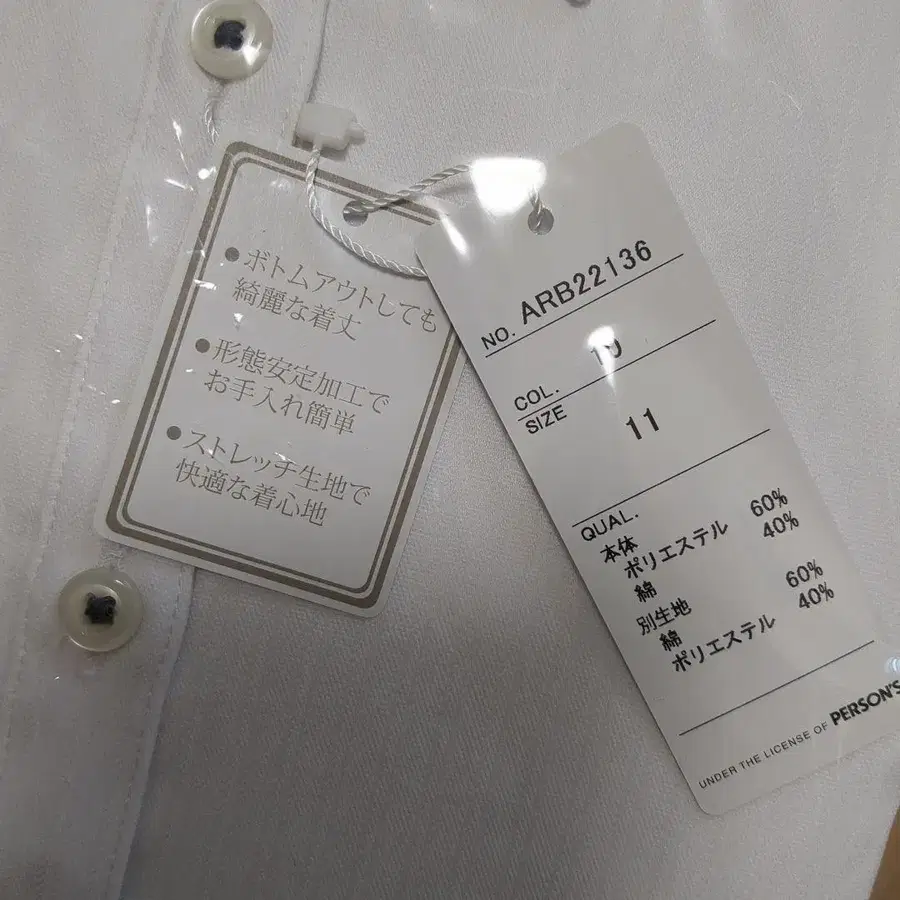 ●ボトムアウトしても
綺麗な着丈
●形態安定加工で
お手入れ簡単
●ストレッチ生地で
快適な着心地
NO. ARB22136
COL.
SIZE 11
QUAL.
本体
ポリエステル 60%
綿 40%
別生地
綿 60%
ポリエステル 40%
UNDER THE LICENSE OF PERSON'S